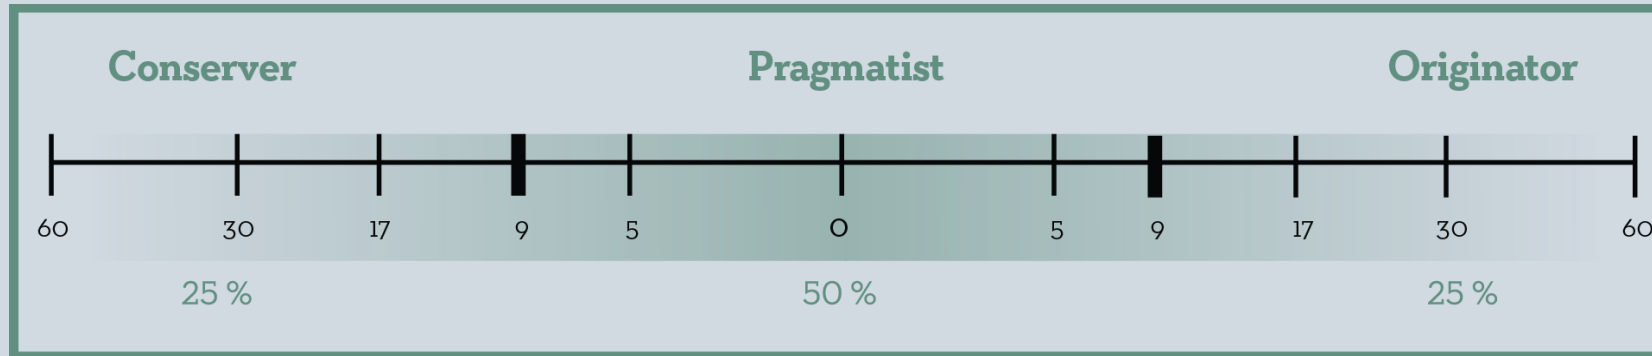 Conserver Pragmatist Originator
60 30 17 9 5 0 5 9 17 30 60
25 % 50 % 25 %